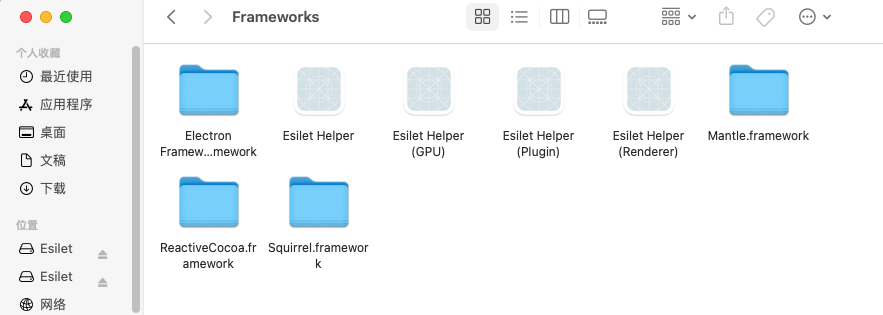 Frameworks
个人收藏
最近使用
应用程序
桌面
文稿
下载
位置
Esilet
Esilet
网络
Electron
Framew...mework
Esilet Helper
Esilet Helper
(GPU)
Esilet Helper
(Plugin)
Esilet Helper
(Renderer)
Mantle.framework
ReactiveCocoa.fr
amework
Squirrel.framewor
k